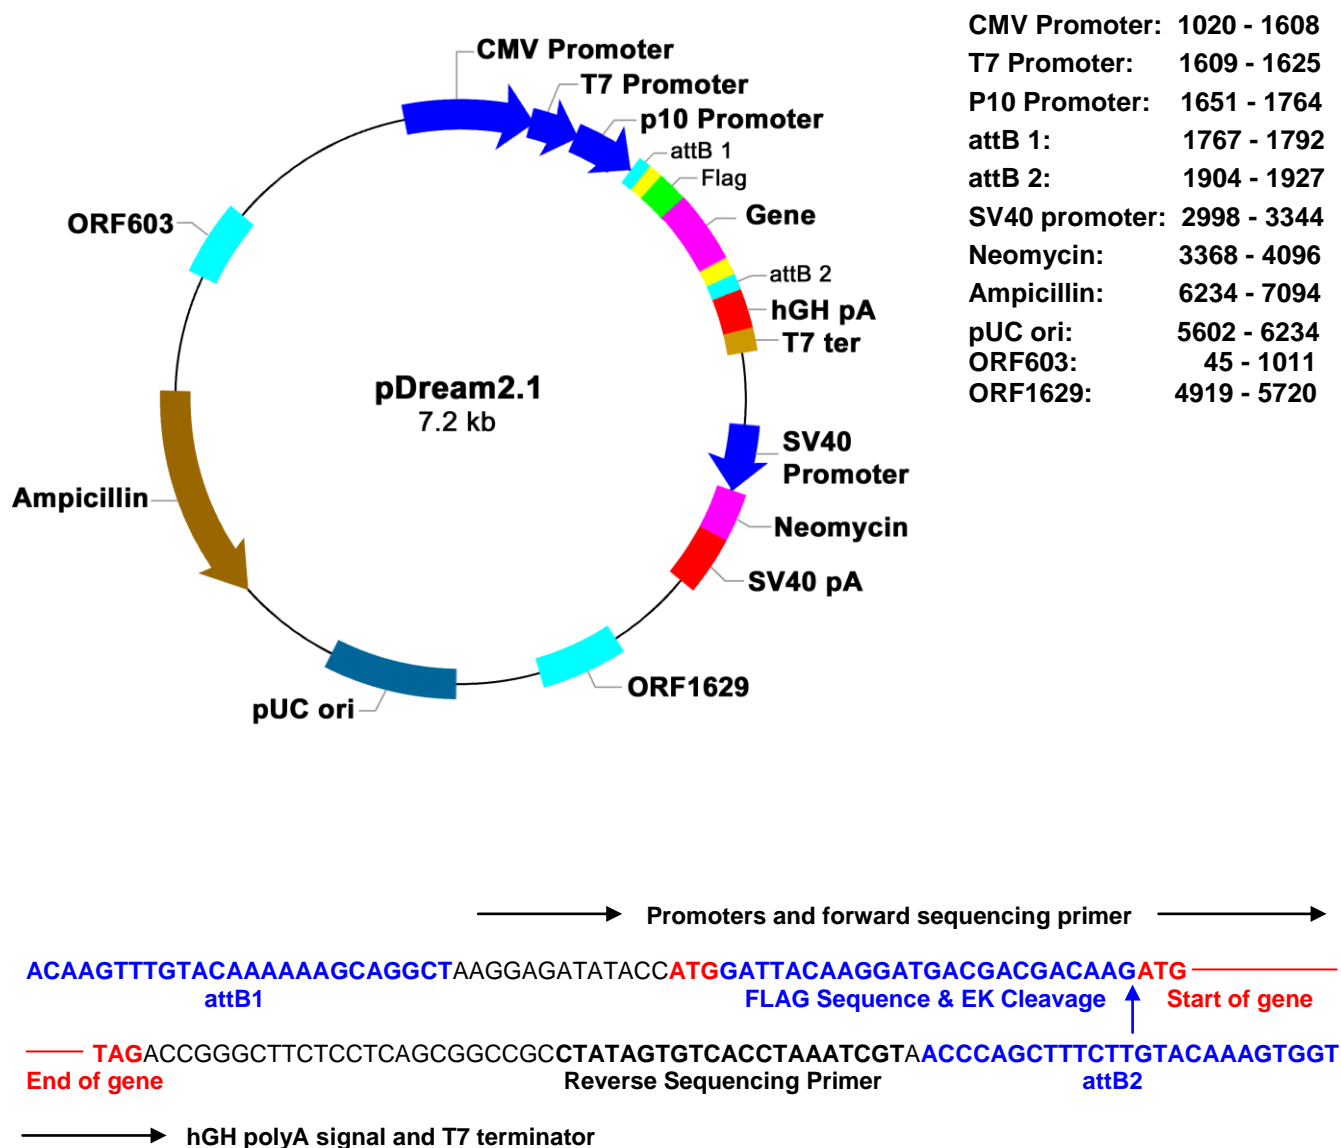 CMV Promoter: 1020 - 1608
T7 Promoter: 1609 - 1625
P10 Promoter: 1651 - 1764
attB 1: 1767 - 1792
attB 2: 1904 - 1927
SV40 promoter: 2998 - 3344
Neomycin: 3368 - 4096
Ampicillin: 6234 - 7094
pUC ori: 5602 - 6234
ORF603: 45 - 1011
ORF1629: 4919 - 5720
CMV Promoter
T7 Promoter
p10 Promoter
attB 1
Flag
Gene
attB 2
hGH pA
T7 ter
SV40
Promoter
Neomycin
SV40 pA
ORF1629
pUC ori
Ampicillin
ORF603
pDream2.1
7.2 kb
Promoters and forward sequencing primer
ACAAGTTTGTACAAAAAAGCAGGCTAAGGAGATATACCATGGATTACAAGGATGACGACGACAAGATG
attB1 FLAG Sequence & EK Cleavage Start of gene
TAGACCGGGCTTCTCCTCAGCGGCCGCCTATAGTGTCACCTAAATCGTAACCCAGCTTTCTTGTACAAAGTGGT
End of gene Reverse Sequencing Primer attB2
hGH polyA signal and T7 terminator